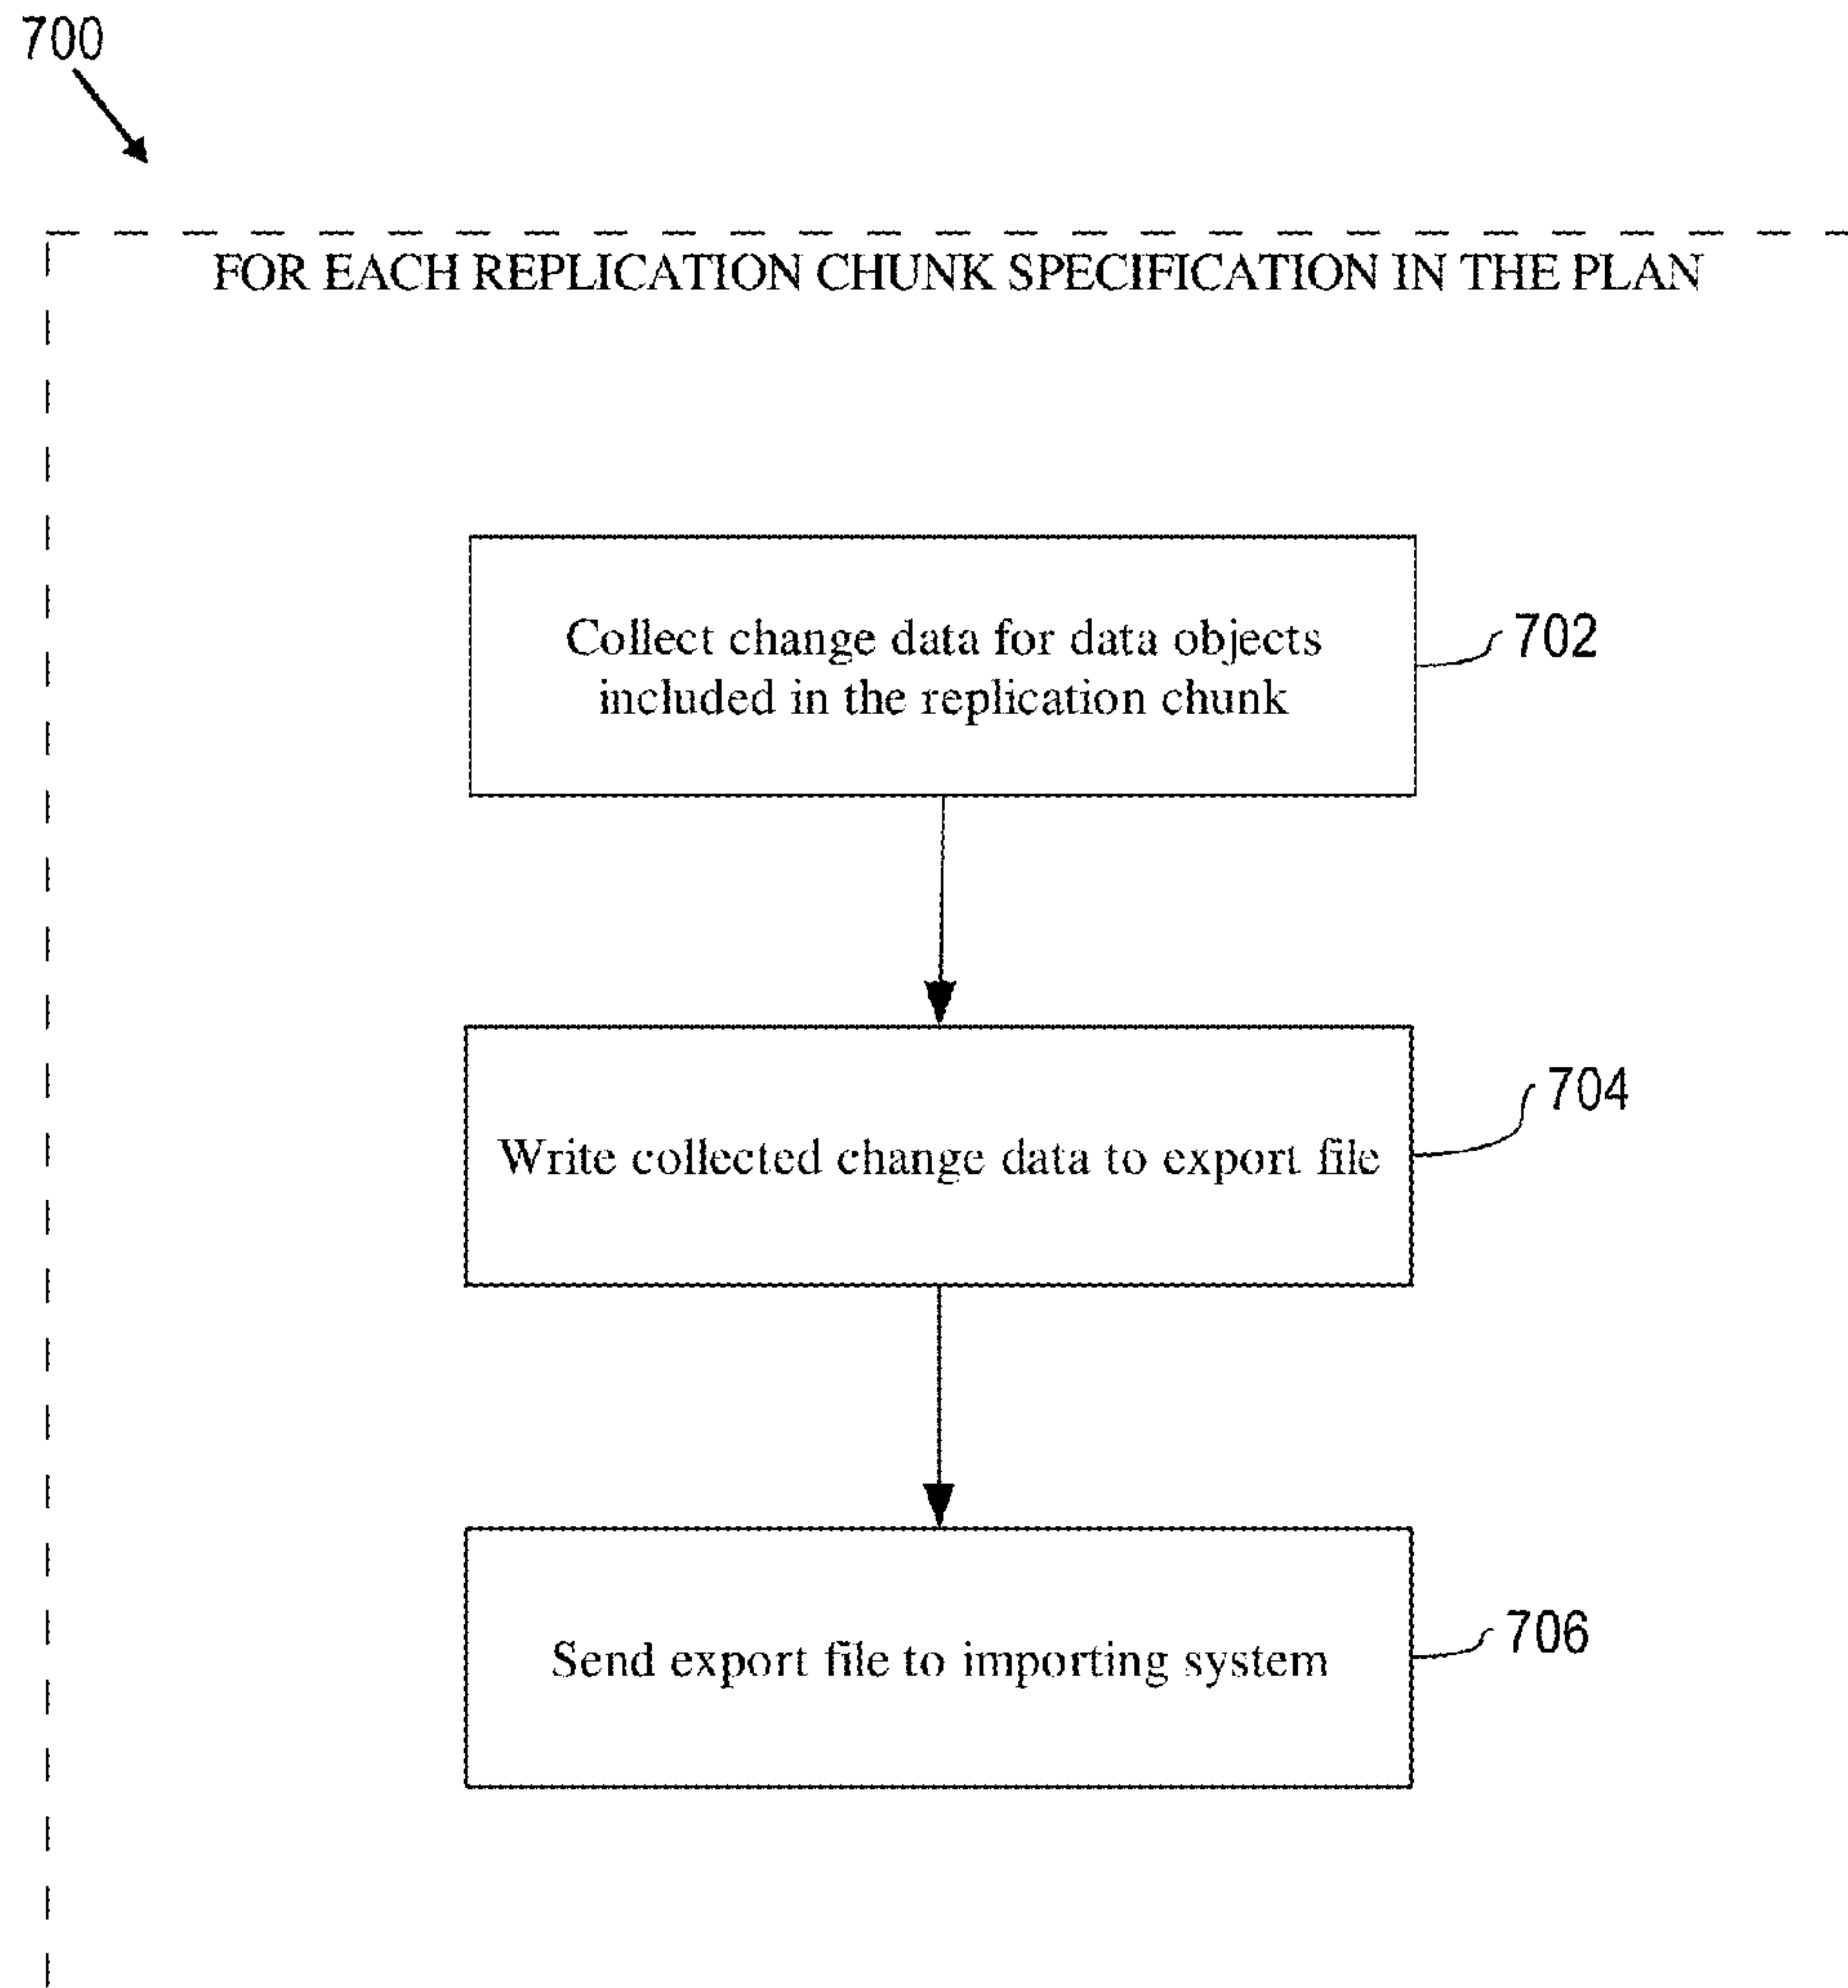 700
FOR EACH REPLICATION CHUNK SPECIFICATION IN THE PLAN
Collect change data for data objects
included in the replication chunk
702
Write collected change data to export file
704
Send export file to importing system
706